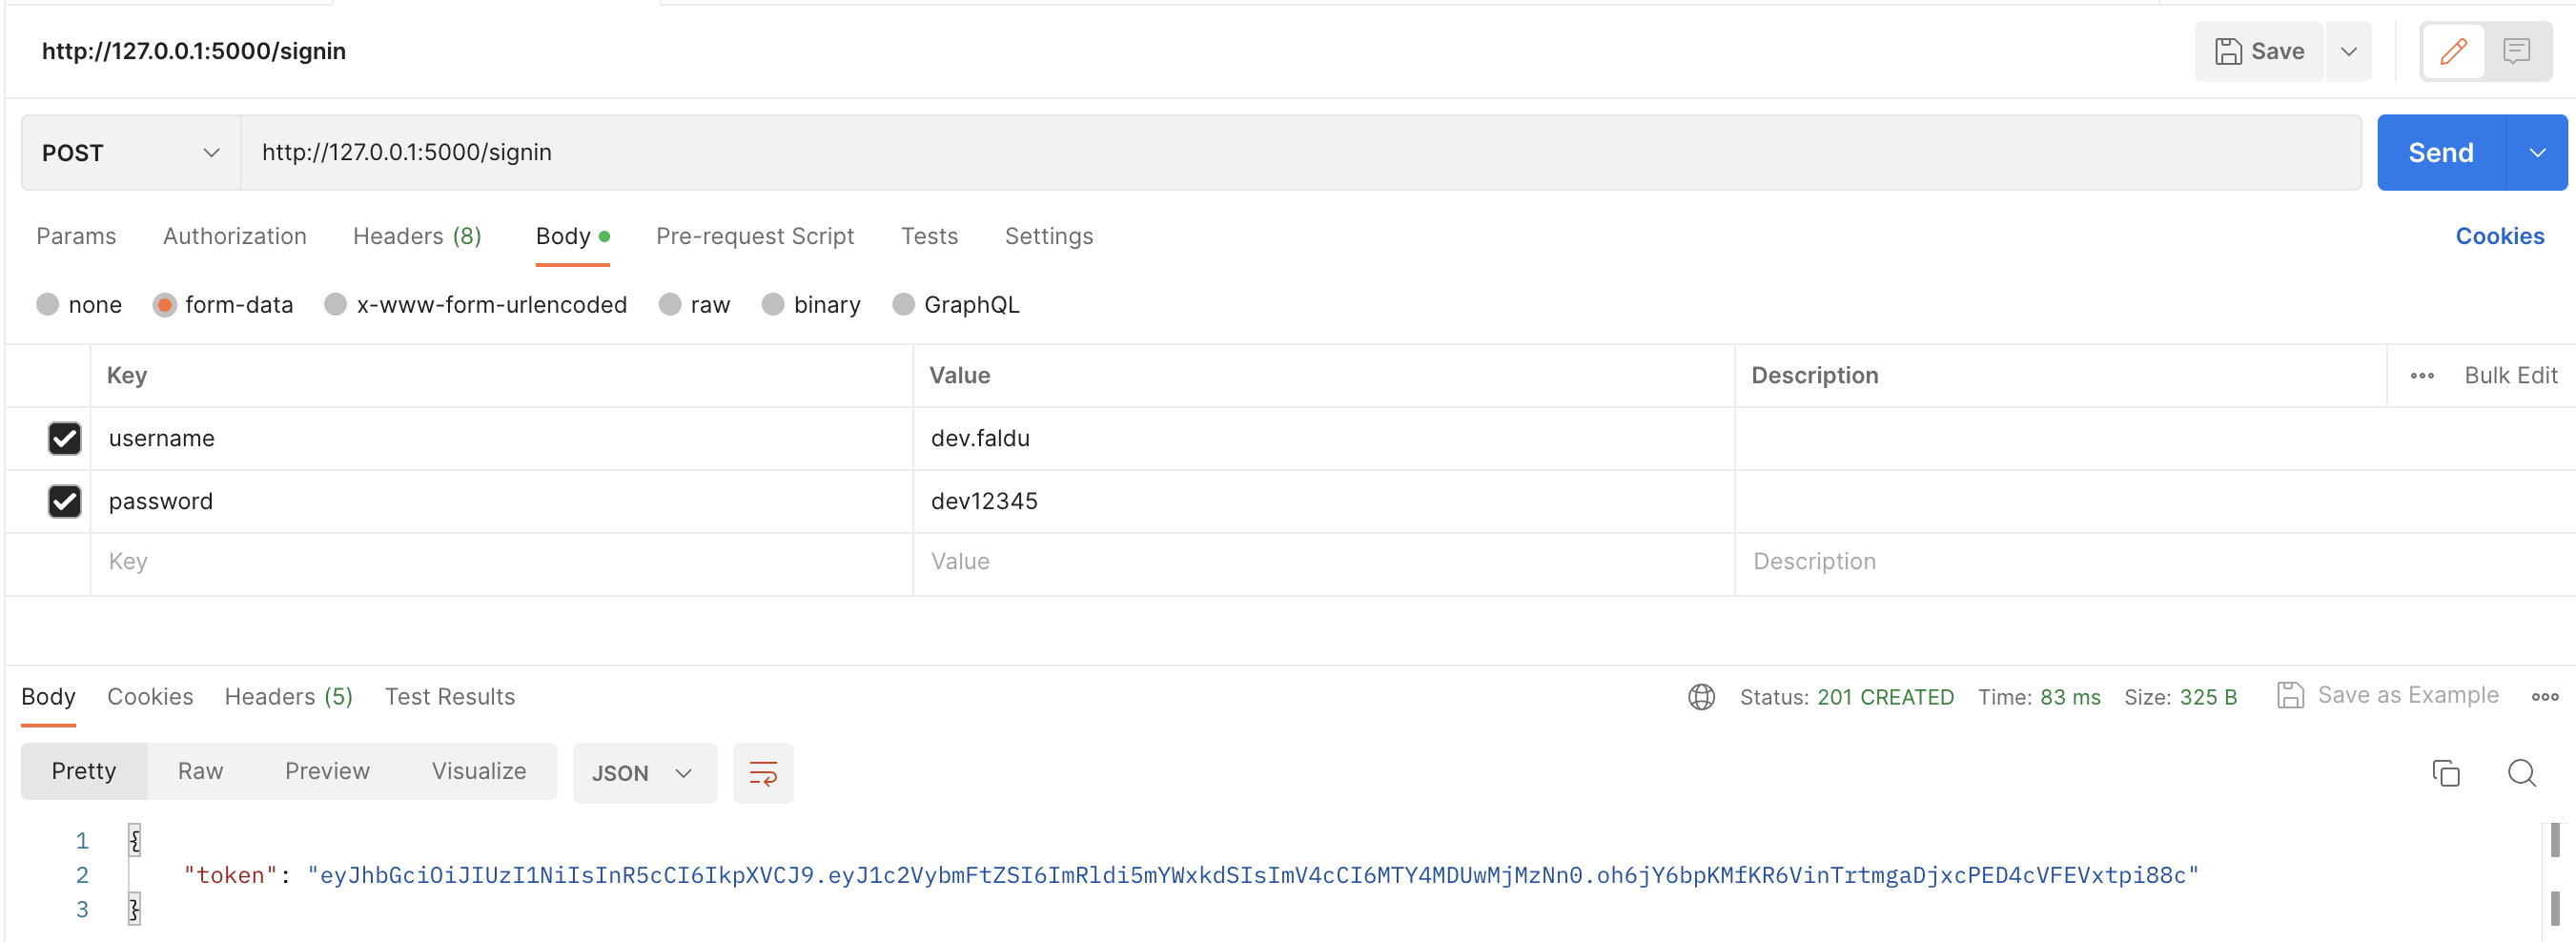 http://127.0.0.1:5000/signin
Save
POST
http://127.0.0.1:5000/signin
Send
Params Authorization Headers (8) Body Pre-request Script Tests Settings Cookies
none form-data x-www-form-urlencoded raw binary GraphQL
Key Value Description Bulk Edit
username dev.faldu
password dev12345
Key Value Description
Body Cookies Headers (5) Test Results Status: 201 CREATED Time: 83 ms Size: 325 B Save as Example
Pretty Raw Preview Visualize JSON
1 {
2 "token": "eyJhbGciOiJIUzI1NiIsInR5cCI6IkpXVCJ9.eyJ1c2VybmFtZSI6ImRldi5mYWxkdSIsImV4cCI6MTY4MDUwMjMzNn0.oh6jY6bpKMfKR6VinTrtmgaDjxcPED4cVFEVxtpi88c"
3 }